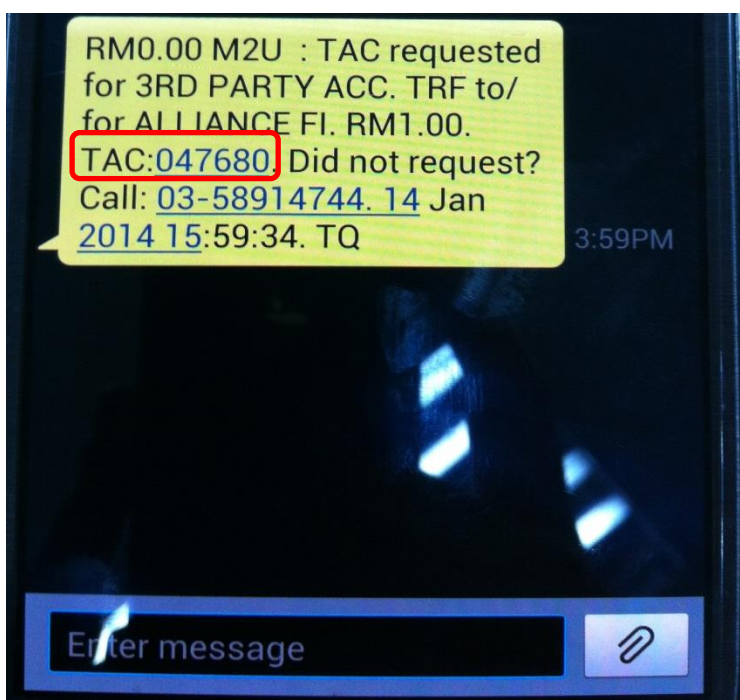 RM0.00 M2U : TAC requested
for 3RD PARTY ACC. TRF to/
for ALLIANCE FI. RM1.00.
TAC:047680. Did not request?
Call: 03-58914744. 14 Jan
2014 15:59:34. TQ
3:59PM
Enter message